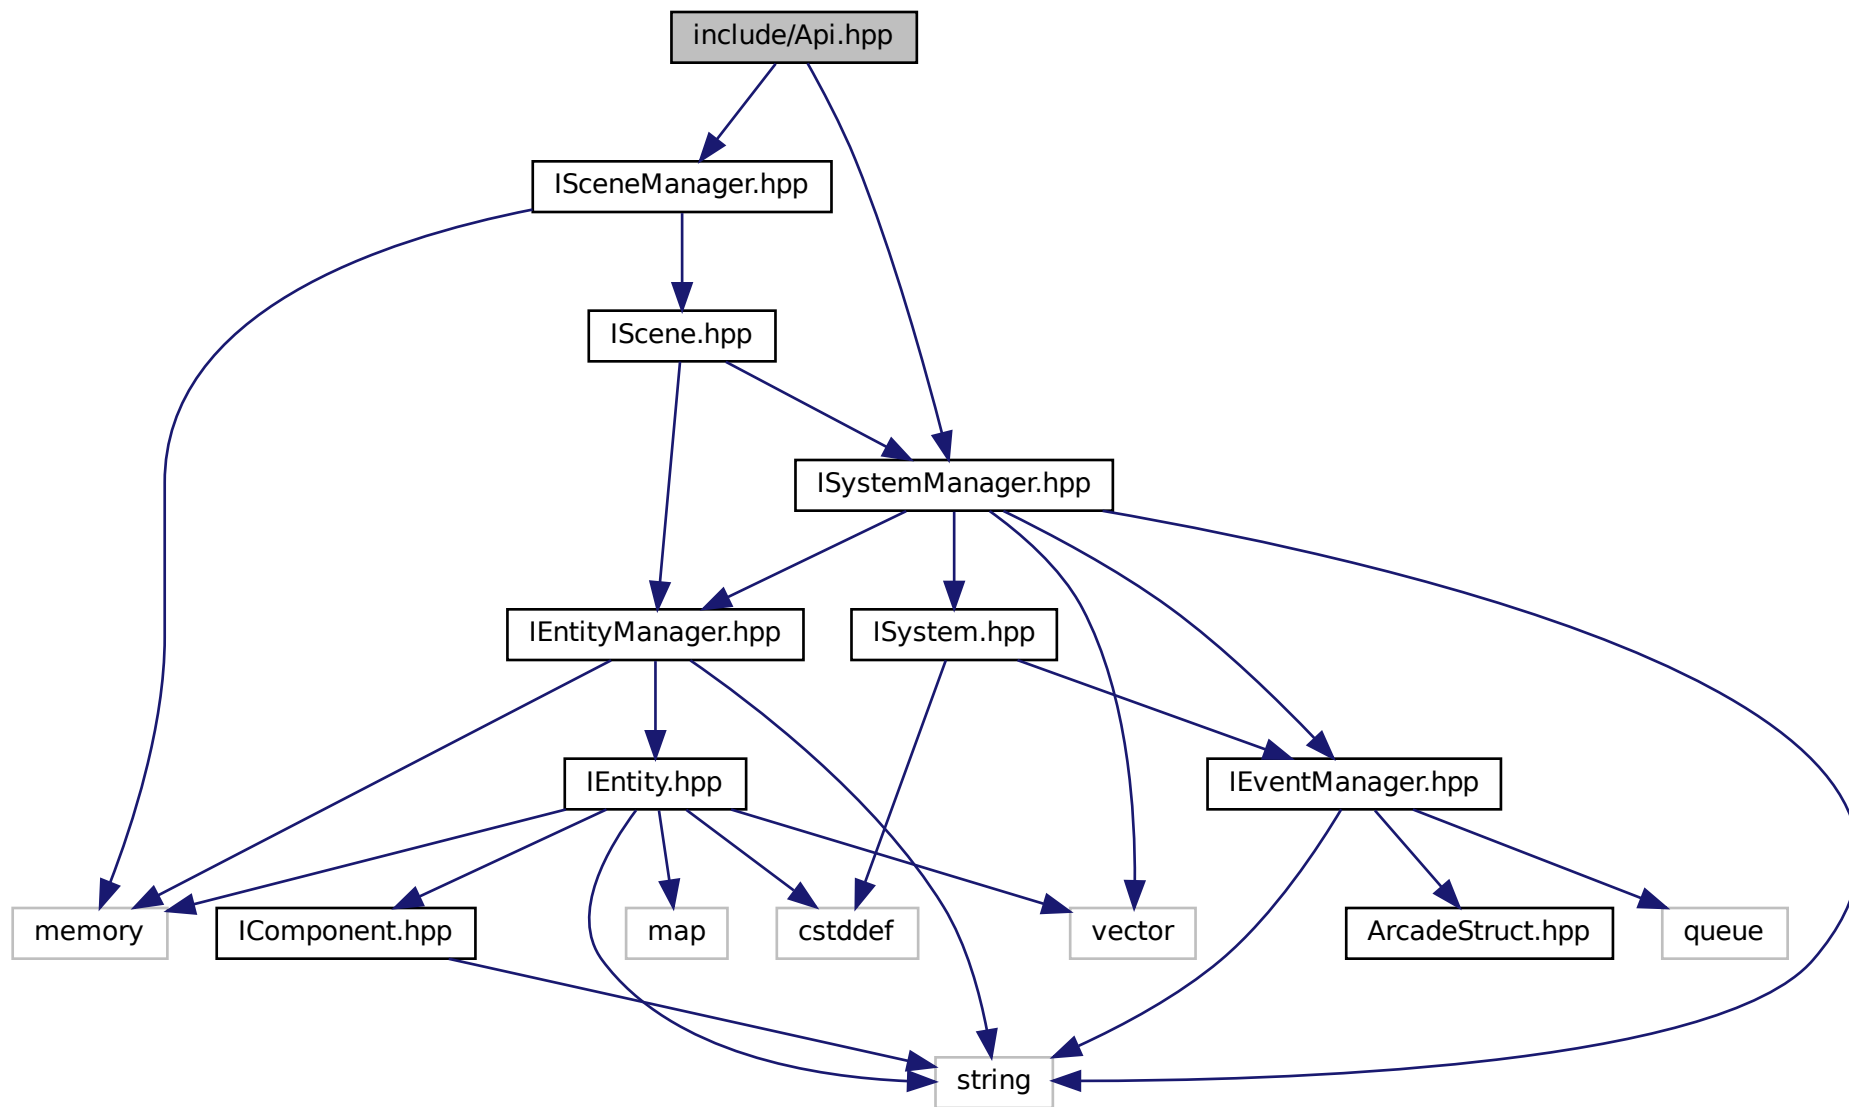 include/Api.hpp
ISceneManager.hpp
IScene.hpp
ISystemManager.hpp
IEntityManager.hpp
ISystem.hpp
IEntity.hpp
IEventManager.hpp
memory
IComponent.hpp
map
cstddef
vector
ArcadeStruct.hpp
queue
string